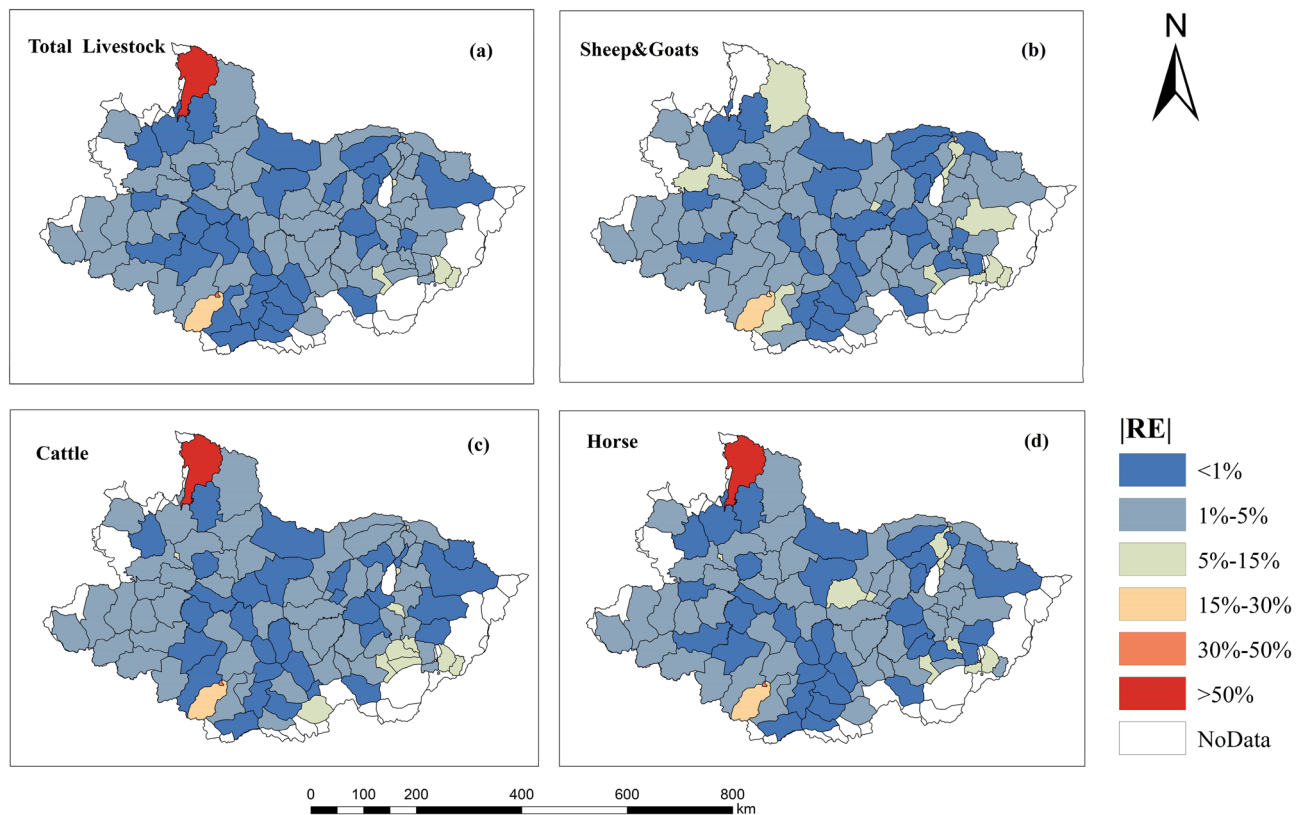 Total Livestock (a)
Sheep&Goats (b)
N
Cattle (c)
Horse (d)
|RE|
<1%
1%-5%
5%-15%
15%-30%
30%-50%
>50%
NoData
0 100 200 400 600 800
km